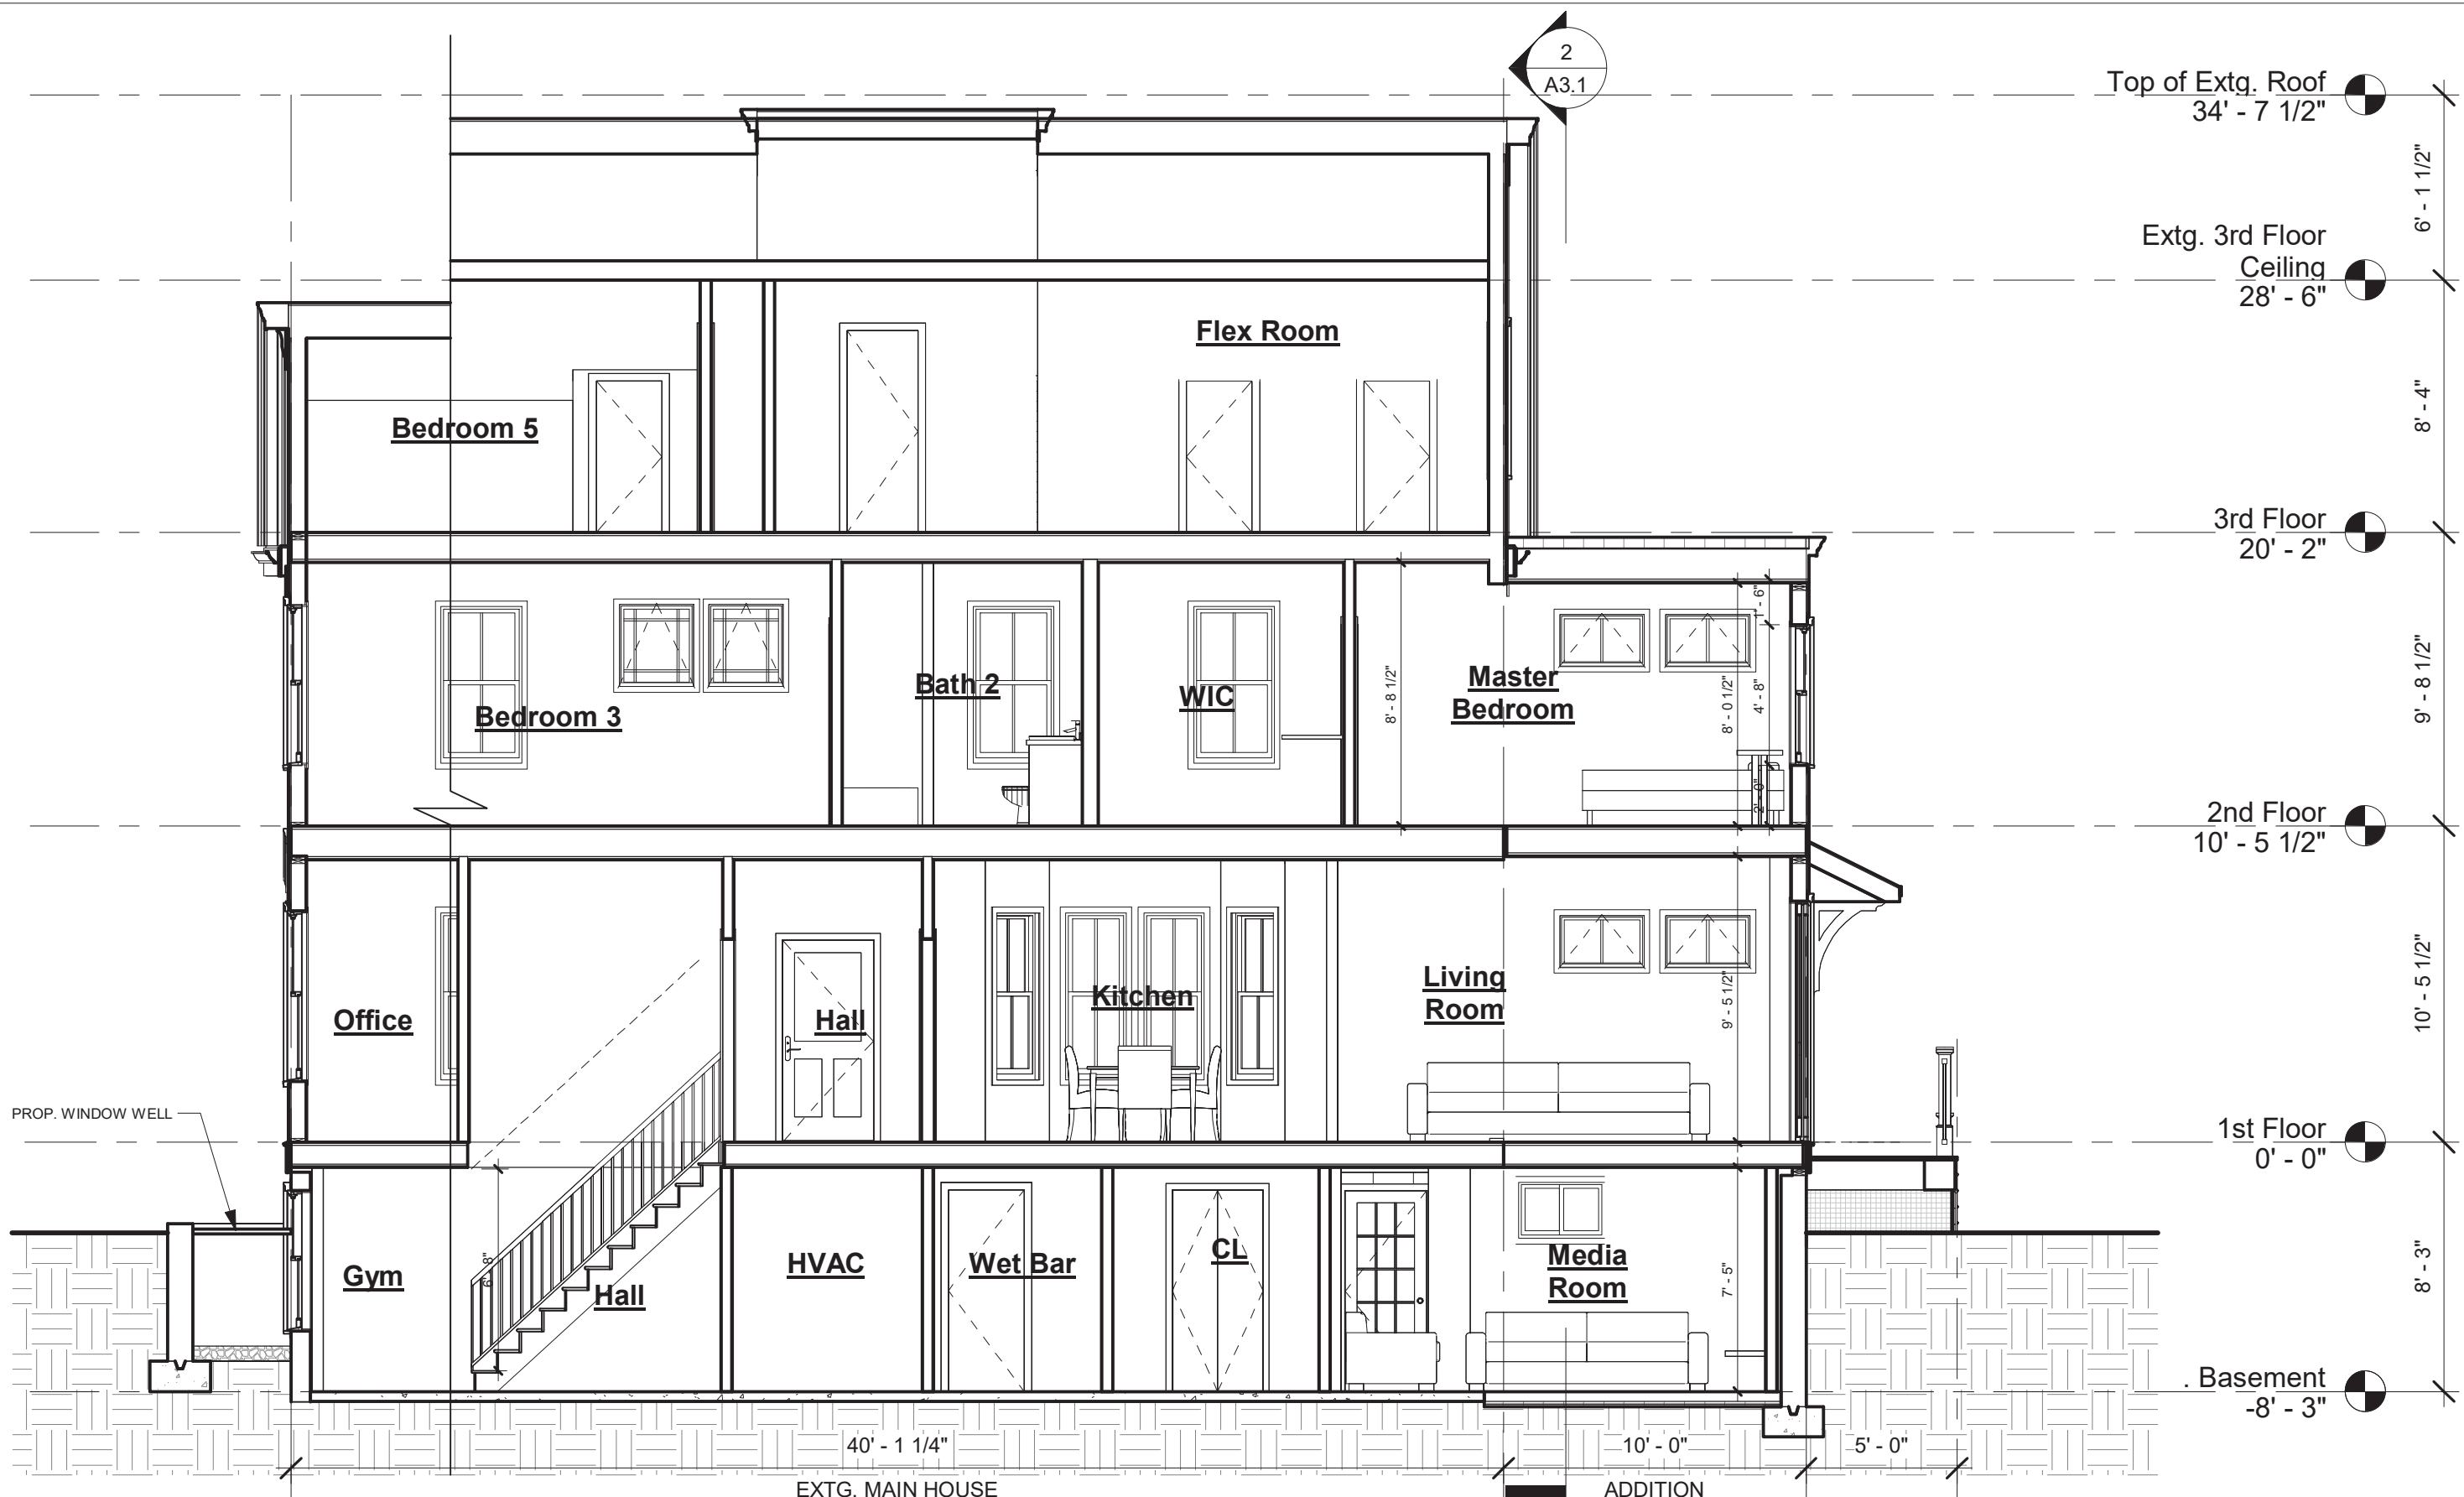 2
A3.1
Top of Extg. Roof
34' - 7 1/2"
6' - 1 1/2"
Extg. 3rd Floor
Ceiling
28' - 6"
Flex Room
8' - 4"
Bedroom 5
3rd Floor
20' - 2"
1' - 6"
Bath 2
WIC
8' - 8 1/2"
Master
Bedroom
8' - 0 1/2"
4' - 8"
9' - 8 1/2"
Bedroom 3
2' - 0"
2nd Floor
10' - 5 1/2"
Office
Hall
Kitchen
Living
Room
9' - 5 1/2"
10' - 5 1/2"
PROP. WINDOW WELL
1st Floor
0' - 0"
Gym
6' - 8"
Hall
HVAC
Wet Bar
CL
Media
Room
7' - 5"
8' - 3"
. Basement
-8' - 3"
40' - 1 1/4"
10' - 0"
5' - 0"
EXTG. MAIN HOUSE
ADDITION